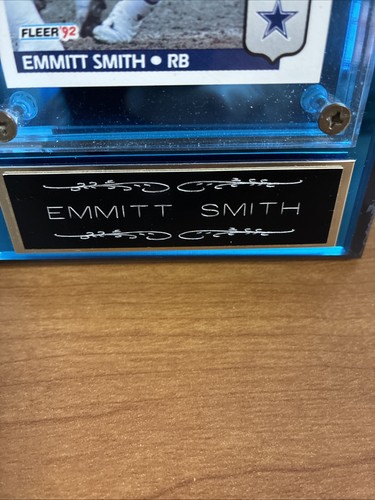 FLEER '92
EMMITT SMITH • RB
EMMITT SMITH